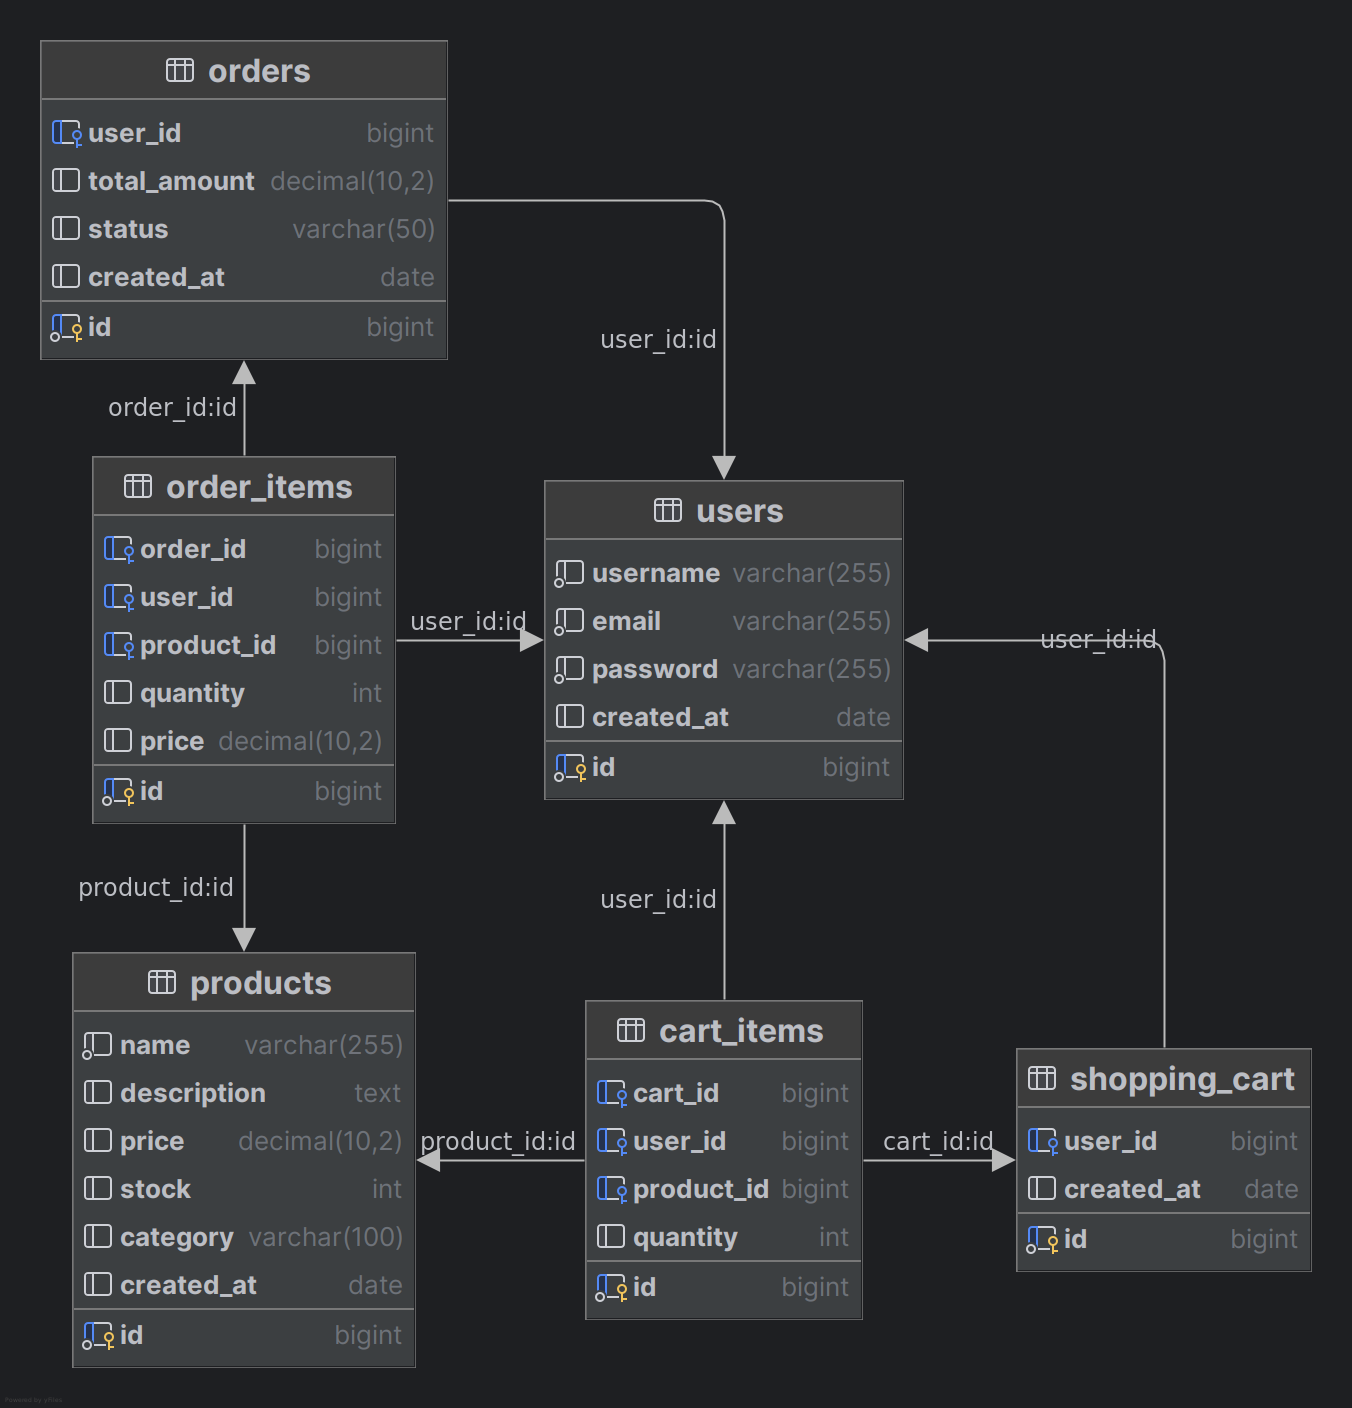 orders
user_id bigint
total_amount decimal(10,2)
status varchar(50)
created_at date
id bigint
user_id:id
order_id:id
order_items
order_id bigint
user_id bigint
product_id bigint
quantity int
price decimal(10,2)
id bigint
user_id:id
users
username varchar(255)
email varchar(255)
password varchar(255)
created_at date
id bigint
user_id:id
product_id:id
user_id:id
products
name varchar(255)
description text
price decimal(10,2)
stock int
category varchar(100)
created_at date
id bigint
product_id:id
cart_items
cart_id bigint
user_id bigint
product_id bigint
quantity int
id bigint
cart_id:id
shopping_cart
user_id bigint
created_at date
id bigint
Powered by yFiles